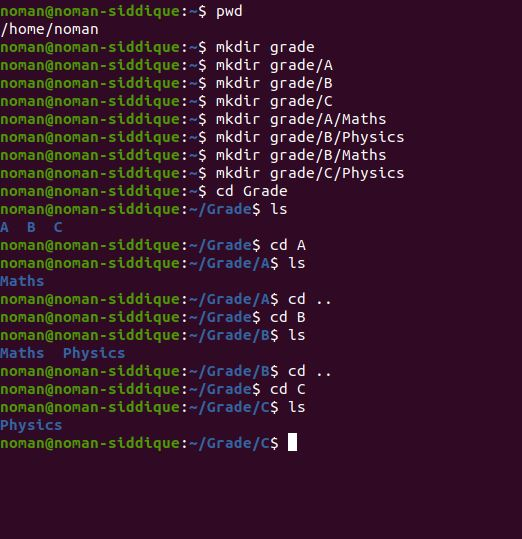 noman@noman-siddique:~$ pwd
/home/noman
noman@noman-siddique:~$ mkdir grade
noman@noman-siddique:~$ mkdir grade/A
noman@noman-siddique:~$ mkdir grade/B
noman@noman-siddique:~$ mkdir grade/C
noman@noman-siddique:~$ mkdir grade/A/Maths
noman@noman-siddique:~$ mkdir grade/B/Physics
noman@noman-siddique:~$ mkdir grade/B/Maths
noman@noman-siddique:~$ mkdir grade/C/Physics
noman@noman-siddique:~$ cd Grade
noman@noman-siddique:~/Grade$ ls
A  B  C
noman@noman-siddique:~/Grade$ cd A
noman@noman-siddique:~/Grade/A$ ls
Maths
noman@noman-siddique:~/Grade/A$ cd ..
noman@noman-siddique:~/Grade$ cd B
noman@noman-siddique:~/Grade/B$ ls
Maths  Physics
noman@noman-siddique:~/Grade/B$ cd ..
noman@noman-siddique:~/Grade$ cd C
noman@noman-siddique:~/Grade/C$ ls
Physics
noman@noman-siddique:~/Grade/C$